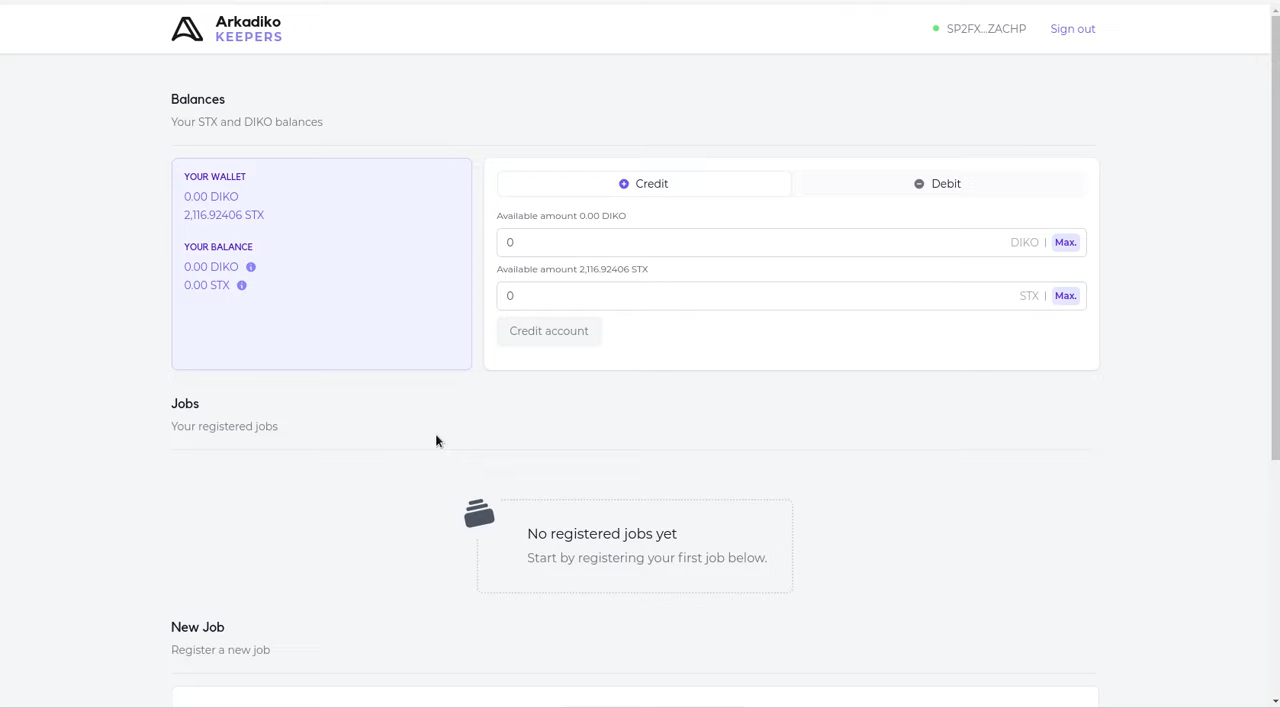 Arkadiko
KEEPERS
SP2FX...ZACHP
Sign out
Balances
Your STX and DIKO balances
YOUR WALLET
0.00 DIKO
2,116.92406 STX
YOUR BALANCE
0.00 DIKO
0.00 STX
Credit
Debit
Available amount 0.00 DIKO
0 DIKO | Max.
Available amount 2,116.92406 STX
0 STX | Max.
Credit account
Jobs
Your registered jobs
No registered jobs yet
Start by registering your first job below.
New Job
Register a new job